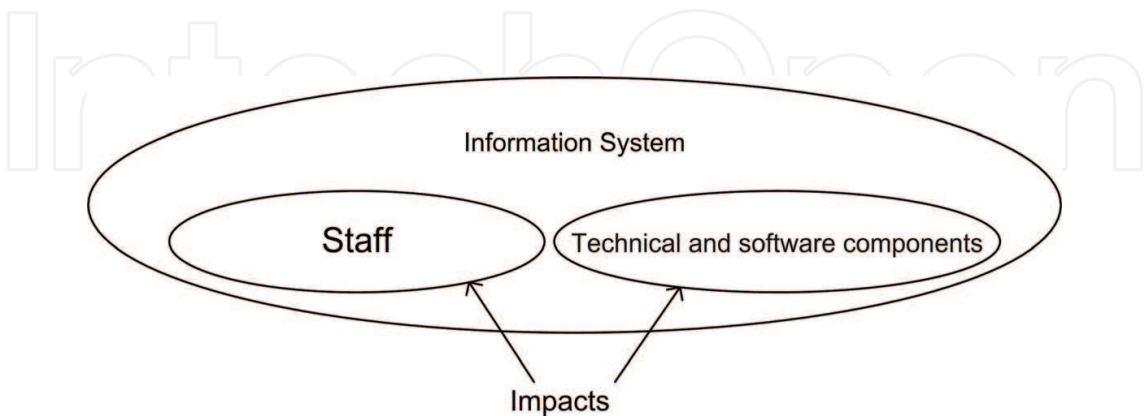 IntechOpen
Information System
Staff
Technical and software components
Impacts